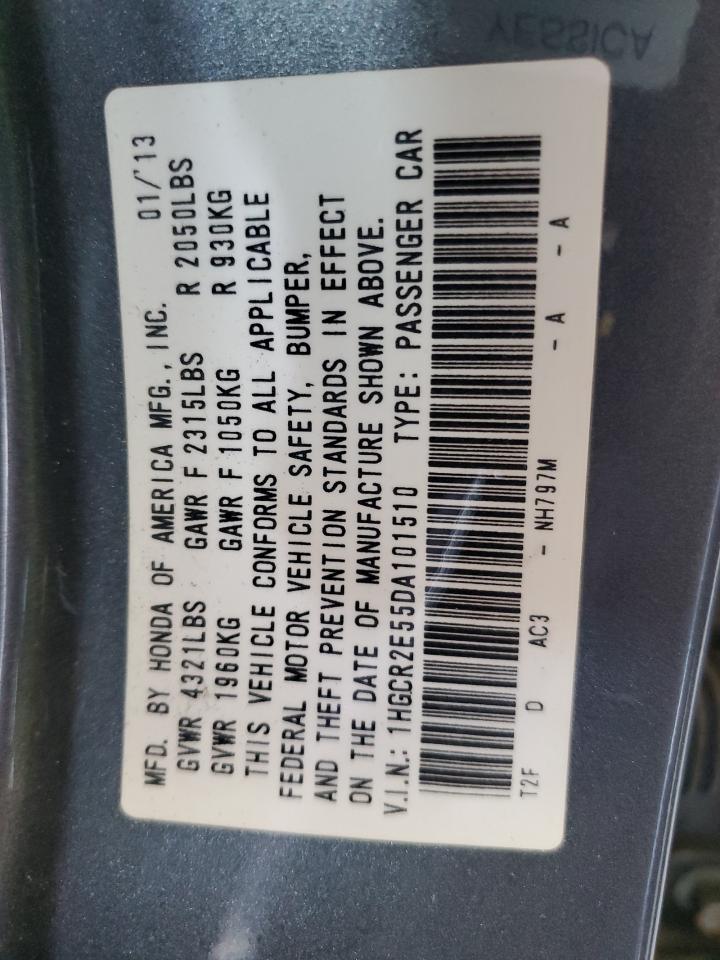 MFD. BY HONDA OF AMERICA MFG., INC. 01/'13
GVWR 4321LBS GAWR F 2315LBS R 2050LBS
GVWR 1960KG GAWR F 1050KG R 930KG
THIS VEHICLE CONFORMS TO ALL APPLICABLE
FEDERAL MOTOR VEHICLE SAFETY, BUMPER,
AND THEFT PREVENTION STANDARDS IN EFFECT
ON THE DATE OF MANUFACTURE SHOWN ABOVE.
V.I.N.: 1HGCR2E55DA101510 TYPE: PASSENGER CAR
T2F D AC3 - NH797M - A - A
YESSICA